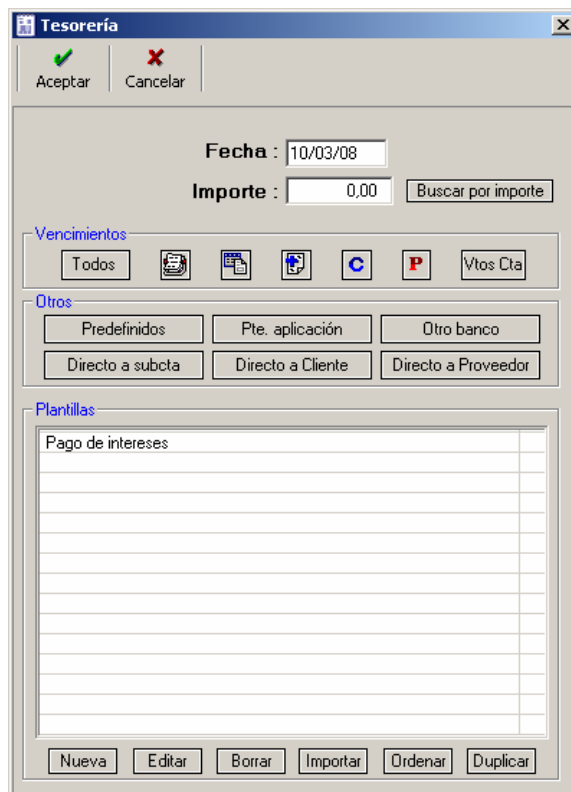 Tesorería
Aceptar Cancelar
Fecha : 10/03/08
Importe : 0,00 Buscar por importe
Vencimientos
Todos C P Vtos Cta
Otros
Predefinidos Pte. aplicación Otro banco
Directo a subcta Directo a Cliente Directo a Proveedor
Plantillas
Pago de intereses
Nueva Editar Borrar Importar Ordenar Duplicar